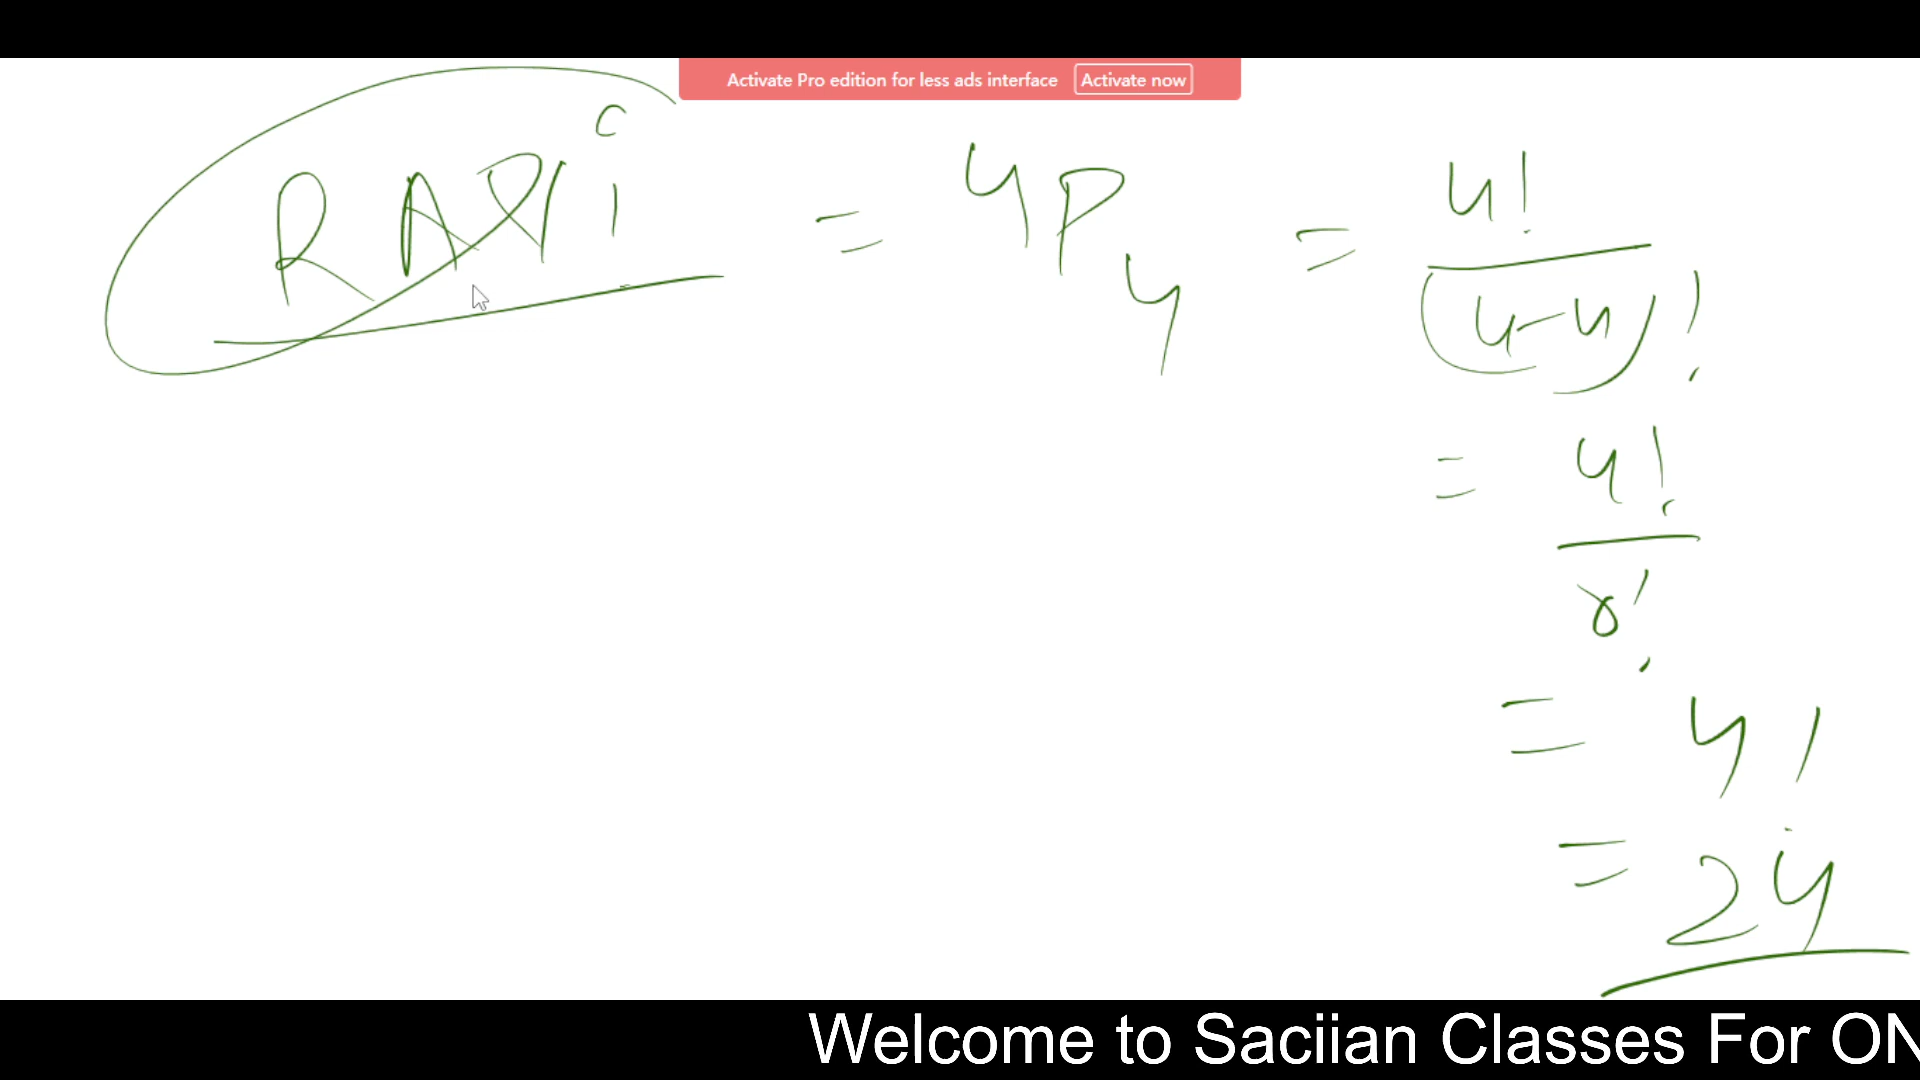 Activate Pro edition for less ads interface Activate now
= 4P4 = 4!
(4-4)!
= 4!
0!
= 4!
= 24
Welcome to Saciian Classes For ON